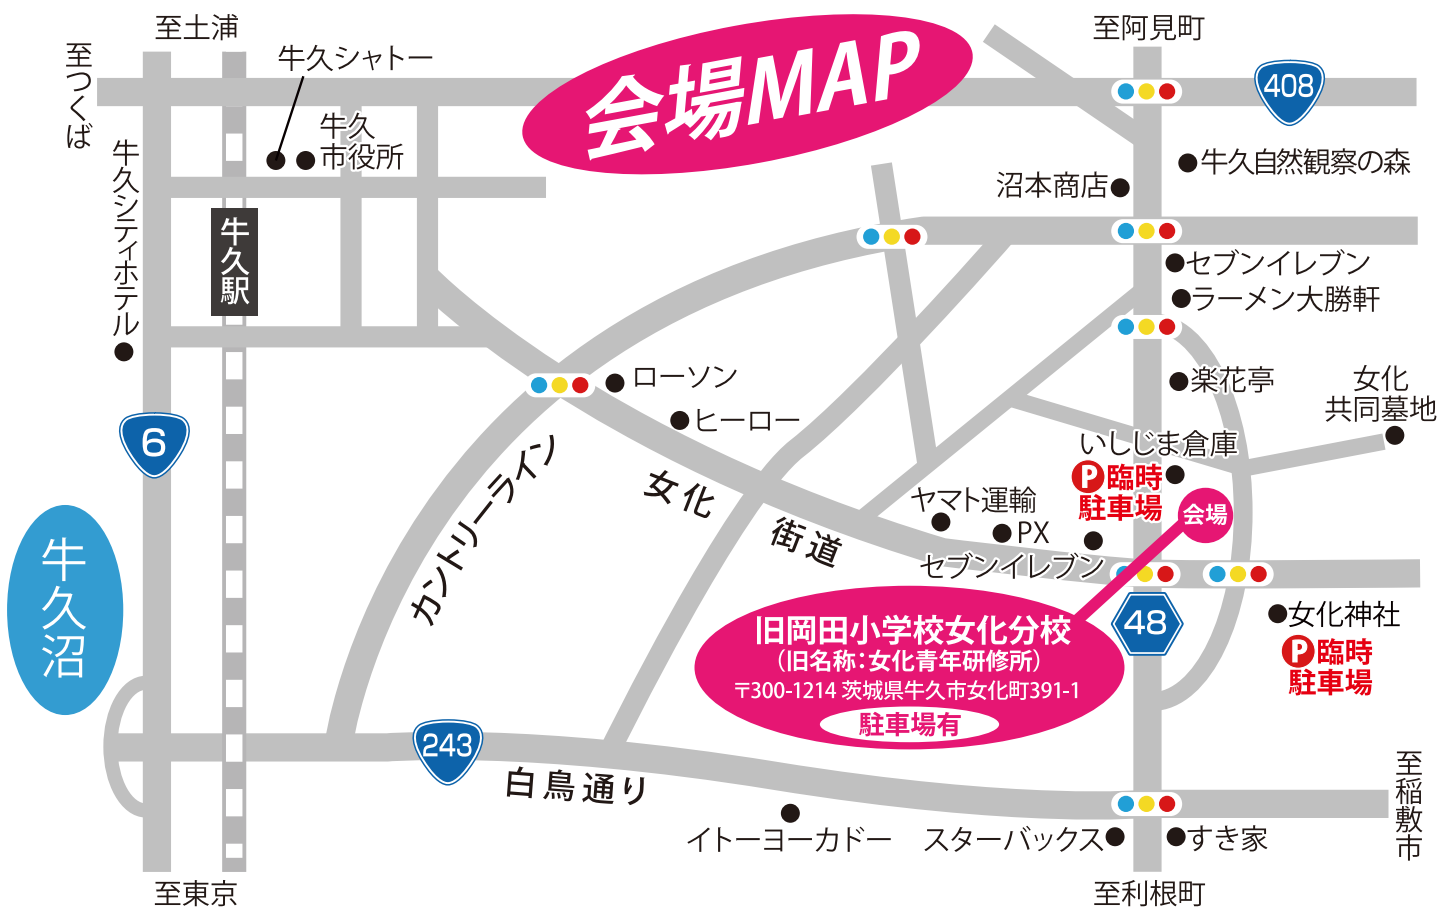 至土浦
至つくば
牛久シャトー
牛久
市役所
会場MAP
至阿見町
408
牛久シティホテル
牛久駅
沼本商店
牛久自然観察の森
セブンイレブン
ラーメン大勝軒
ローソン
ヒーロー
楽花亭
女化
共同墓地
6
カントリーライン
女化 街道
いしじま倉庫
P臨時
駐車場
ヤマト運輸
PX
セブンイレブン
会場
牛久沼
旧岡田小学校女化分校
（旧名称：女化青年研修所）
〒300-1214 茨城県牛久市女化町391-1
駐車場有
48
女化神社
P臨時
駐車場
243
白鳥通り
イトーヨーカドー
スターバックス
すき家
至稲敷市
至東京
至利根町